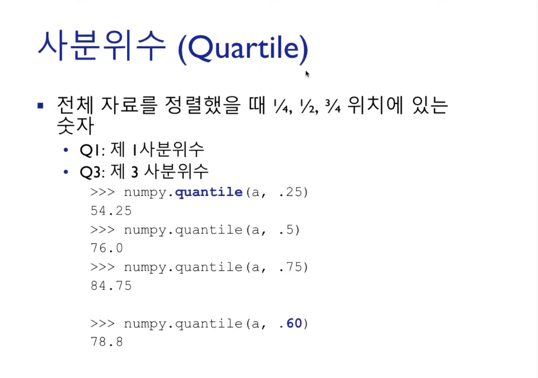 사분위수 (Quartile)
▪ 전체 자료를 정렬했을 때 ¼, ½, ¾ 위치에 있는
숫자
• Q1: 제 1사분위수
• Q3: 제 3 사분위수
>>> numpy.quantile(a, .25)
54.25
>>> numpy.quantile(a, .5)
76.0
>>> numpy.quantile(a, .75)
84.75
>>> numpy.quantile(a, .60)
78.8